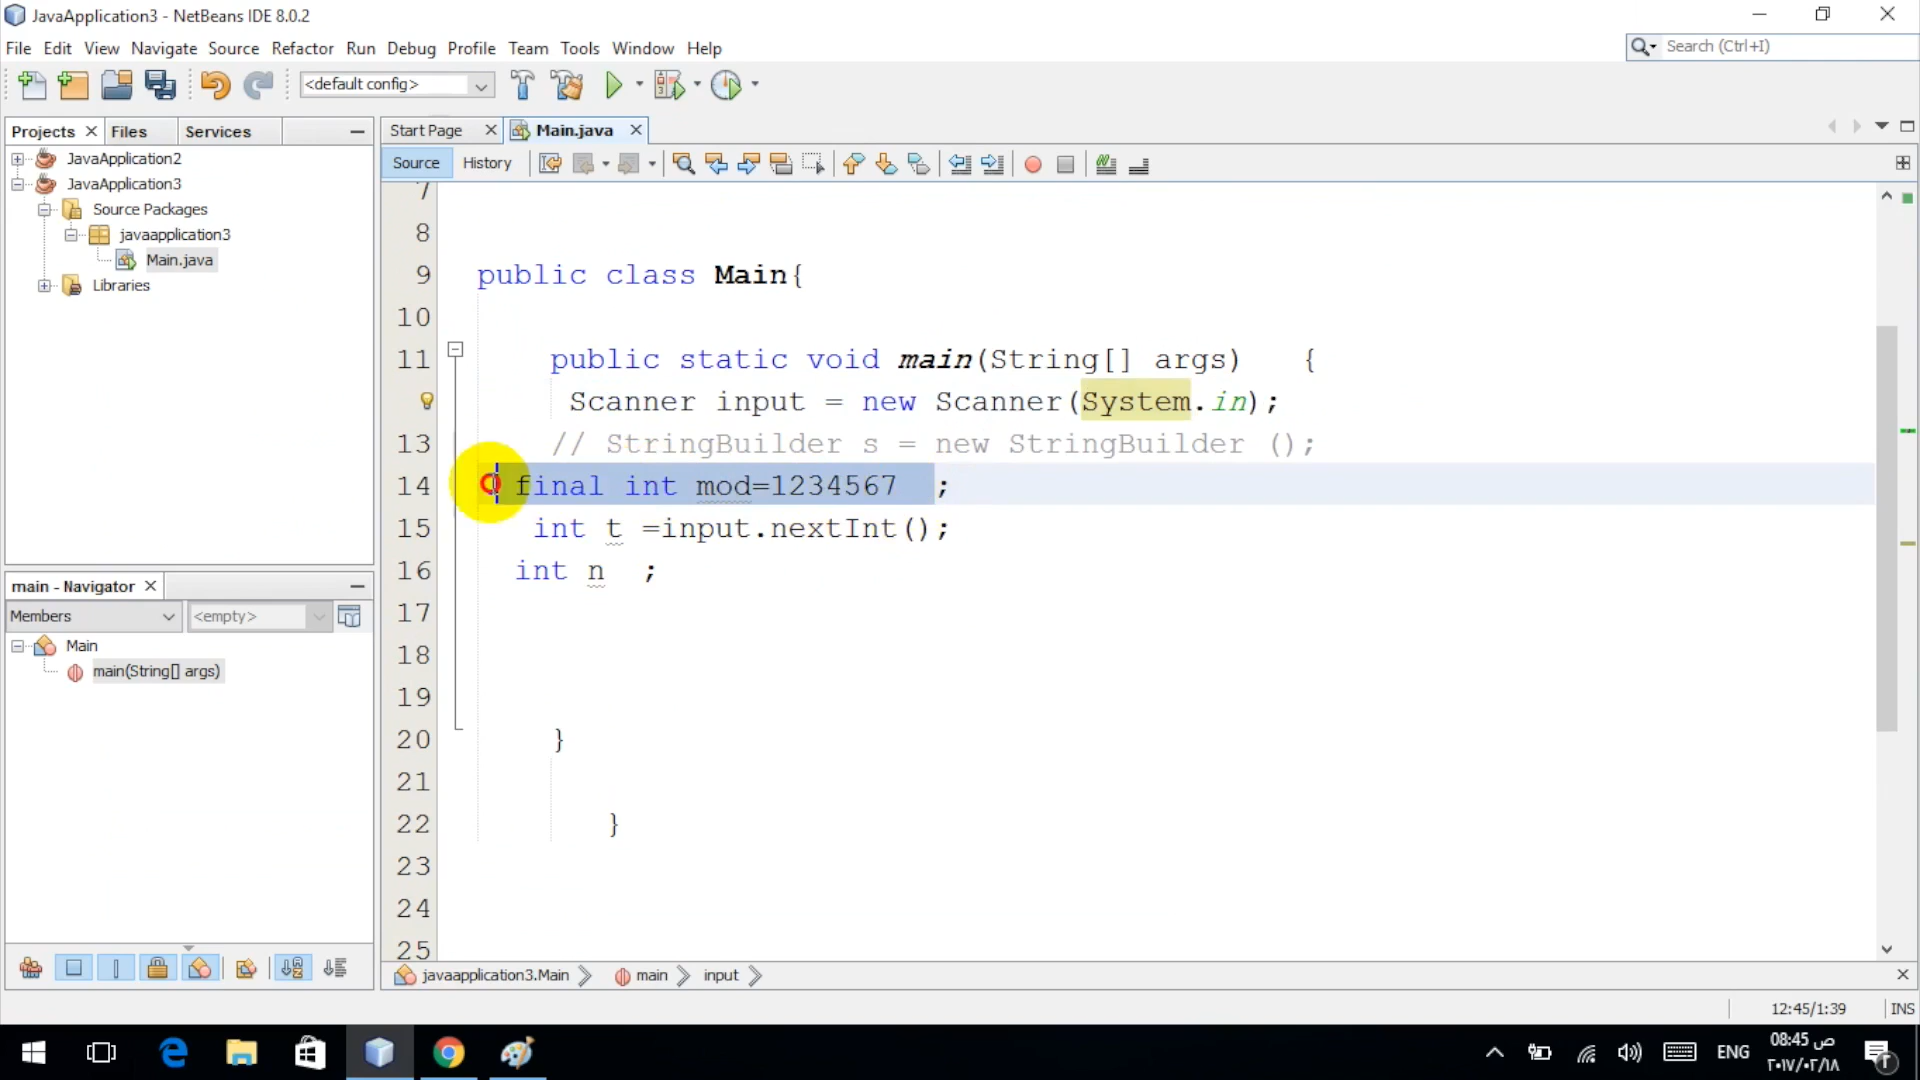 JavaApplication3 - NetBeans IDE 8.0.2
File Edit View Navigate Source Refactor Run Debug Profile Team Tools Window Help
Search (Ctrl+I)
<default config>
Projects Files Services
Start Page Main.java
JavaApplication2
JavaApplication3
Source Packages
javaapplication3
Main.java
Libraries
Source History
7
8
9 public class Main{
10
11 public static void main(String[] args) {
Scanner input = new Scanner(System.in);
13 // StringBuilder s = new StringBuilder ();
14 final int mod=1234567 ;
15 int t =input.nextInt();
16 int n ;
17
18
19
20 }
21
22 }
23
24
25
main - Navigator
Members <empty>
Main
main(String[] args)
javaapplication3.Main main input
12:45/1:39 INS
ENG
08:45 ص
٢٠١٧/٠٢/١٨
٢